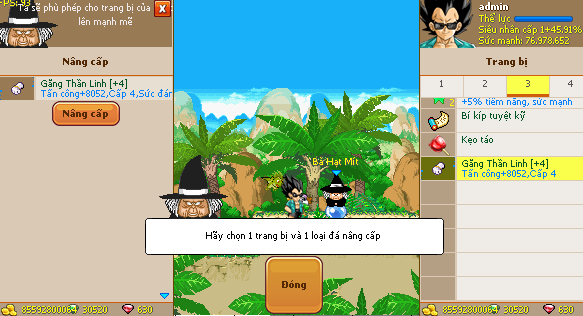 Ta sẽ phù phép cho trang bị của
lên mạnh mẽ
Nâng cấp
Găng Thần Linh [+4]
Tấn công+8052,Cấp 4,Sức đán
Nâng cấp
X
Bà Hạt Mít
Hãy chọn 1 trang bị và 1 loại đá nâng cấp
Đóng
admin
Thể lực
Siêu nhân cấp 1+45.91%
Sức mạnh: 76.978.652
Trang bị
1 2 3 4
2 +5% tiềm năng, sức mạnh
Bí kíp tuyệt kỹ
Kẹo táo
Găng Thần Linh [+4]
Tấn công+8052,Cấp 4
8559280006 30520 630
8559280006 30520 630